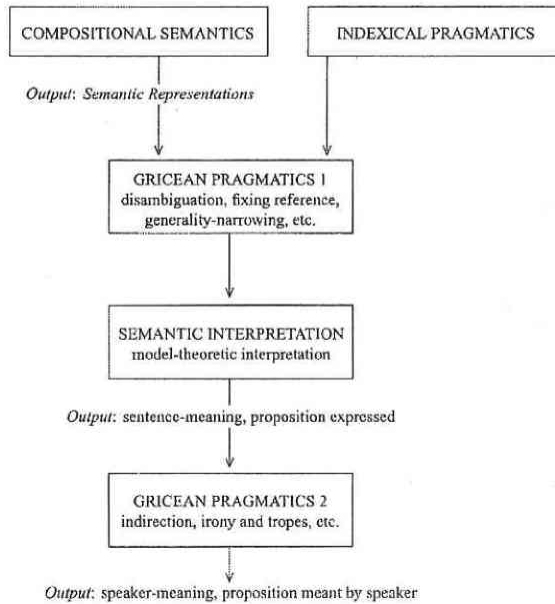 COMPOSITIONAL SEMANTICS
INDEXICAL PRAGMATICS
Output: Semantic Representations
GRICEAN PRAGMATICS 1
disambiguation, fixing reference,
generality-narrowing, etc.
SEMANTIC INTERPRETATION
model-theoretic interpretation
Output: sentence-meaning, proposition expressed
GRICEAN PRAGMATICS 2
indirection, irony and tropes, etc.
Output: speaker-meaning, proposition meant by speaker